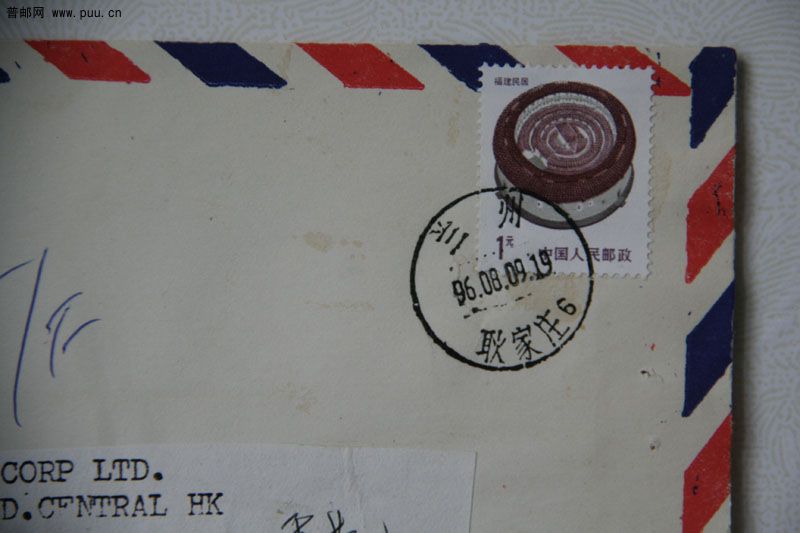 普邮网 www.puu.cn
福建民居
1元 中国人民邮政
兰 州
96.08.09.19
耿家庄6
CORP LTD.
D.CENTRAL HK